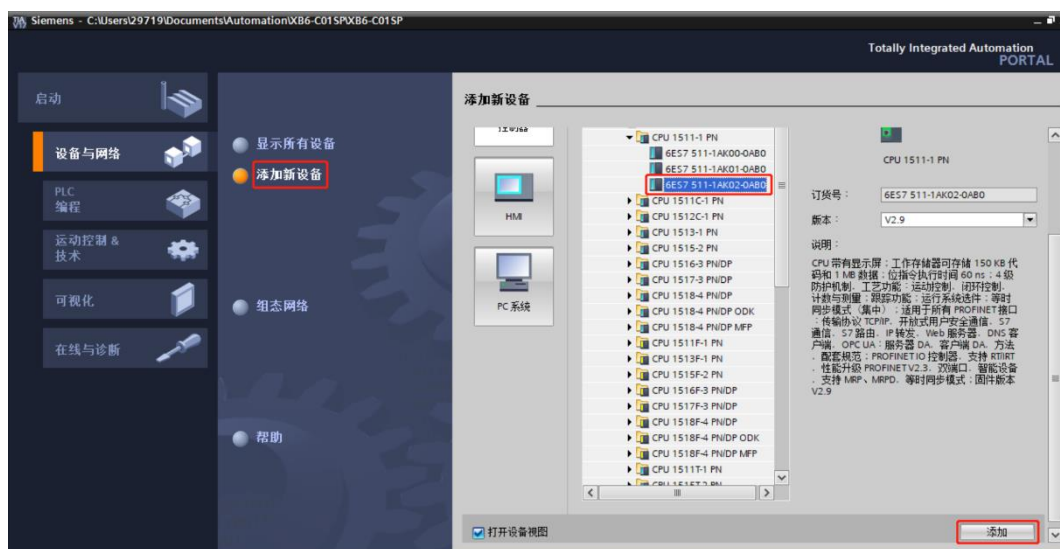 Siemens - C:\Users\29719\Documents\Automation\XB6-C01SP\XB6-C01SP
Totally Integrated Automation
PORTAL
启动
设备与网络
PLC
编程
运动控制 &
技术
可视化
在线与诊断
显示所有设备
添加新设备
组态网络
帮助
添加新设备
HMI
PC 系统
CPU 1511-1 PN
6ES7 511-1AK00-0AB0
6ES7 511-1AK01-0AB0
6ES7 511-1AK02-0AB0
CPU 1511C-1 PN
CPU 1512C-1 PN
CPU 1513-1 PN
CPU 1515-2 PN
CPU 1516-3 PN/DP
CPU 1517-3 PN/DP
CPU 1518-4 PN/DP
CPU 1518-4 PN/DP ODK
CPU 1518-4 PN/DP MFP
CPU 1511F-1 PN
CPU 1513F-1 PN
CPU 1515F-2 PN
CPU 1516F-3 PN/DP
CPU 1517F-3 PN/DP
CPU 1518F-4 PN/DP
CPU 1518F-4 PN/DP ODK
CPU 1518F-4 PN/DP MFP
CPU 1511T-1 PN
CPU 1515T-2 PN
CPU 1511-1 PN
订货号：
6ES7 511-1AK02-0AB0
版本：
V2.9
说明：
CPU 带有显示屏；工作存储器可存储 150 KB 代
码和 1 MB 数据；位指令执行时间 60 ns；4 级
防护机制、工艺功能：运动控制、闭环控制、
计数与测量；跟踪功能；运行系统选件；等时
同步模式（集中）；适用于所有 PROFINET 接口
：传输协议 TCP/IP、开放式用户安全通信、S7
通信、S7 路由、IP 转发、Web 服务器、DNS 客
户端、OPC UA：服务器 DA、客户端 DA、方法
、配套规范；PROFINET IO 控制器、支持 RT/IRT
、性能升级 PROFINET V2.3、双端口、智能设备
、支持 MRP、MRPD、等时同步模式；固件版本
V2.9
打开设备视图
添加